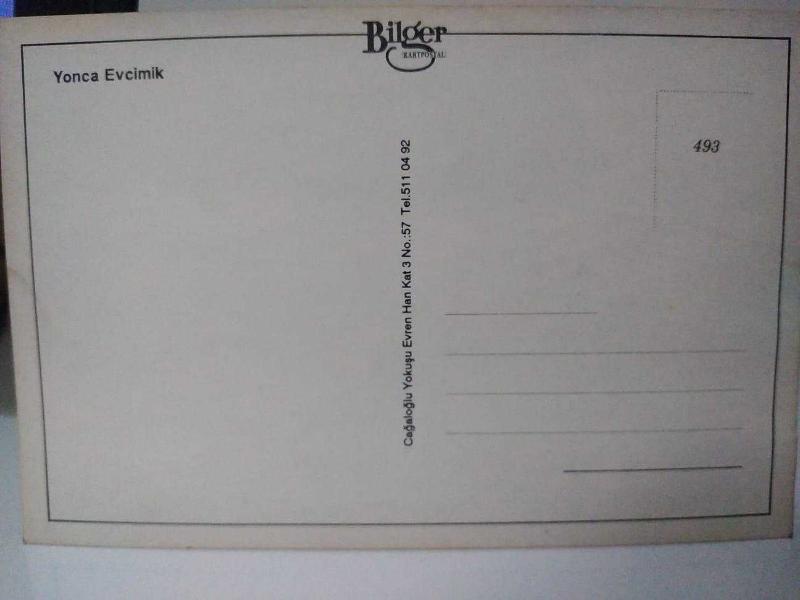 Bilger
KARTPOSTAL
Yonca Evcimik
493
Cağaloğlu Yokuşu Evren Han Kat 3 No.:57 Tel.511 04 92